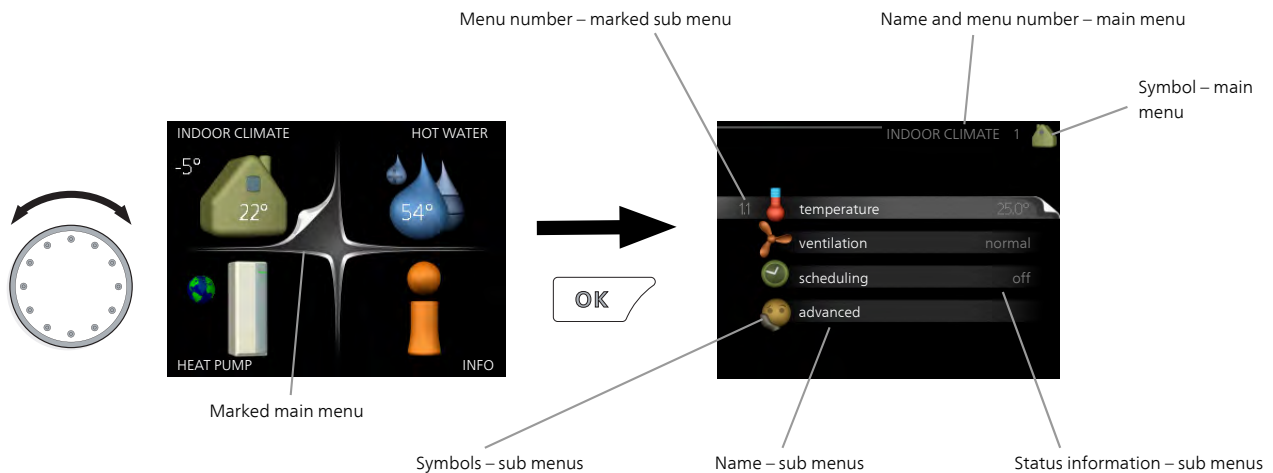 Menu number – marked sub menu
Name and menu number – main menu
Symbol – main
menu
INDOOR CLIMATE
HOT WATER
-5°
22°
54°
HEAT PUMP
INFO
OK
INDOOR CLIMATE 1
1.1 temperature 25.0°
ventilation normal
scheduling off
advanced
Marked main menu
Symbols – sub menus
Name – sub menus
Status information – sub menus